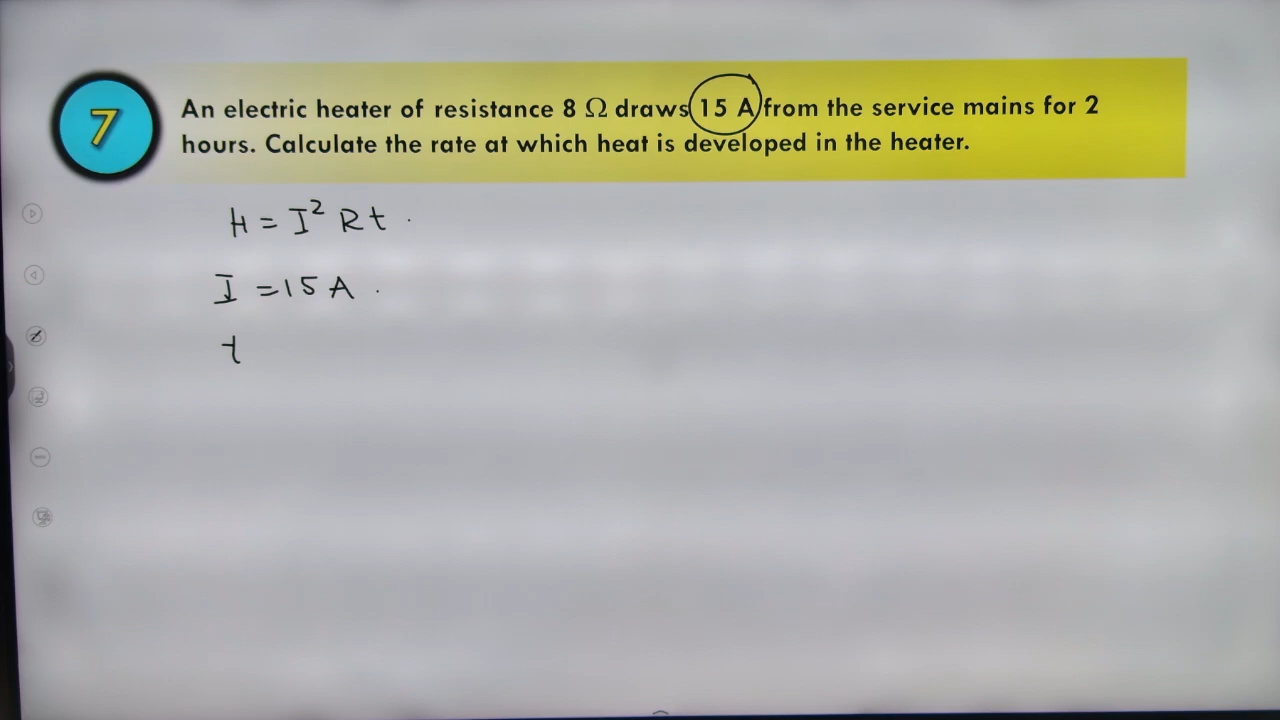 7
An electric heater of resistance 8 Ω draws 15 A from the service mains for 2
hours. Calculate the rate at which heat is developed in the heater.
H = I² Rt .
I = 15 A .
t